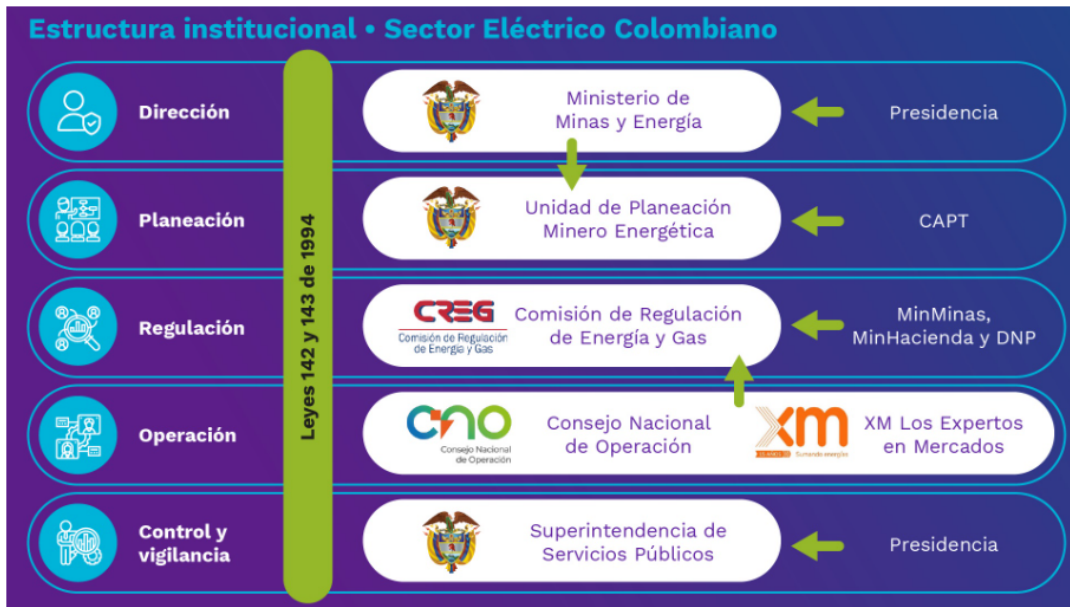 Estructura institucional • Sector Eléctrico Colombiano
Leyes 142 y 143 de 1994
Dirección
Ministerio de
Minas y Energía
Presidencia
Planeación
Unidad de Planeación
Minero Energética
CAPT
Regulación
CREG
Comisión de Regulación
de Energía y Gas
Comisión de Regulación
de Energía y Gas
MinMinas,
MinHacienda y DNP
Operación
cno
Consejo Nacional
de Operación
Consejo Nacional
de Operación
xm
Sumando energías
XM Los Expertos
en Mercados
Control y
vigilancia
Superintendencia de
Servicios Públicos
Presidencia